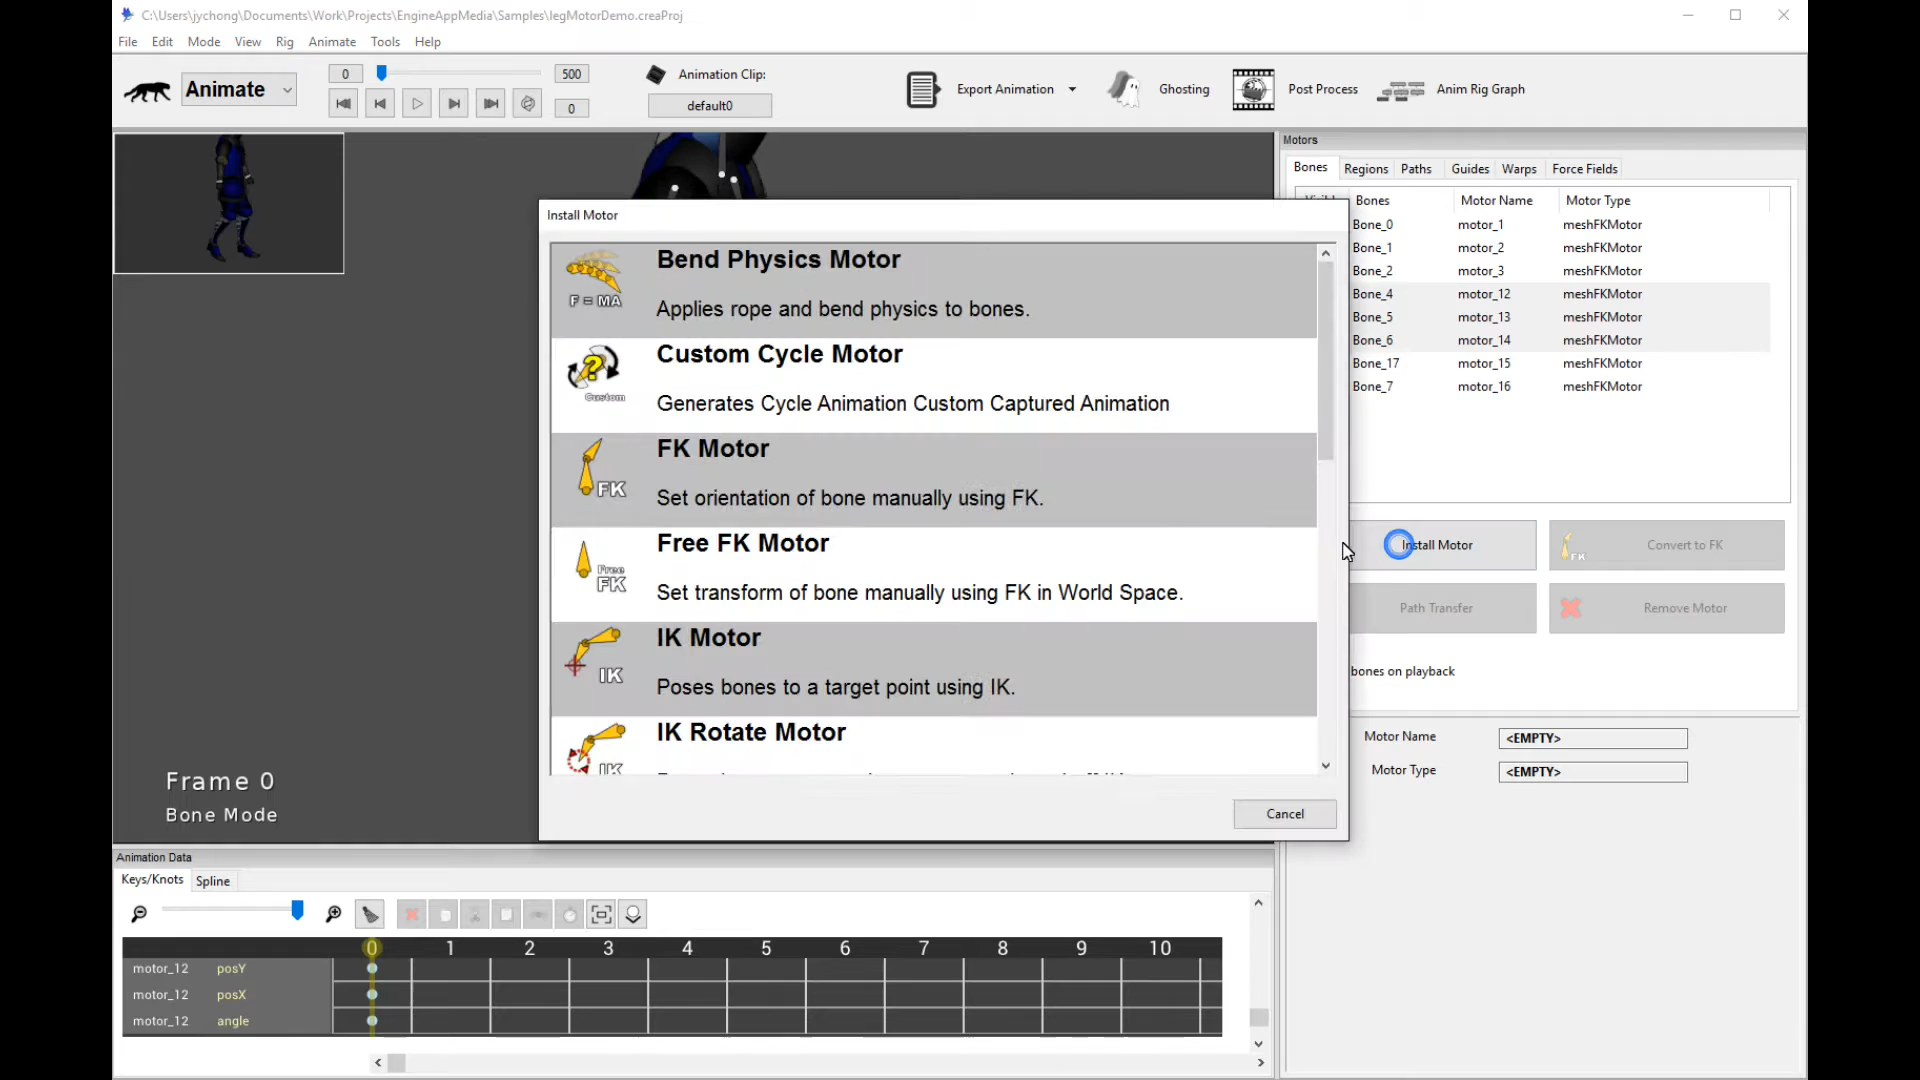 C:\Users\jychong\Documents\Work\Projects\EngineAppMedia\Samples\legMotorDemo.creaProj
File Edit Mode View Rig Animate Tools Help
Animate
0 500
0
Animation Clip:
default0
Export Animation
Ghosting
Post Process
Anim Rig Graph
Motors
Bones Regions Paths Guides Warps Force Fields
Bones Motor Name Motor Type
Bone_0 motor_1 meshFKMotor
Bone_1 motor_2 meshFKMotor
Bone_2 motor_3 meshFKMotor
Bone_4 motor_12 meshFKMotor
Bone_5 motor_13 meshFKMotor
Bone_6 motor_14 meshFKMotor
Bone_17 motor_15 meshFKMotor
Bone_7 motor_16 meshFKMotor
Install Motor
Bend Physics Motor
F = MA
Applies rope and bend physics to bones.
Custom Cycle Motor
Custom
Generates Cycle Animation Custom Captured Animation
FK Motor
FK
Set orientation of bone manually using FK.
Free FK Motor
Free
FK
Set transform of bone manually using FK in World Space.
IK Motor
IK
Poses bones to a target point using IK.
IK Rotate Motor
IK
Cancel
Install Motor
FK Convert to FK
Path Transfer
Remove Motor
bones on playback
Motor Name <EMPTY>
Motor Type <EMPTY>
Frame 0
Bone Mode
Animation Data
Keys/Knots Spline
0 1 2 3 4 5 6 7 8 9 10
motor_12 posY
motor_12 posX
motor_12 angle